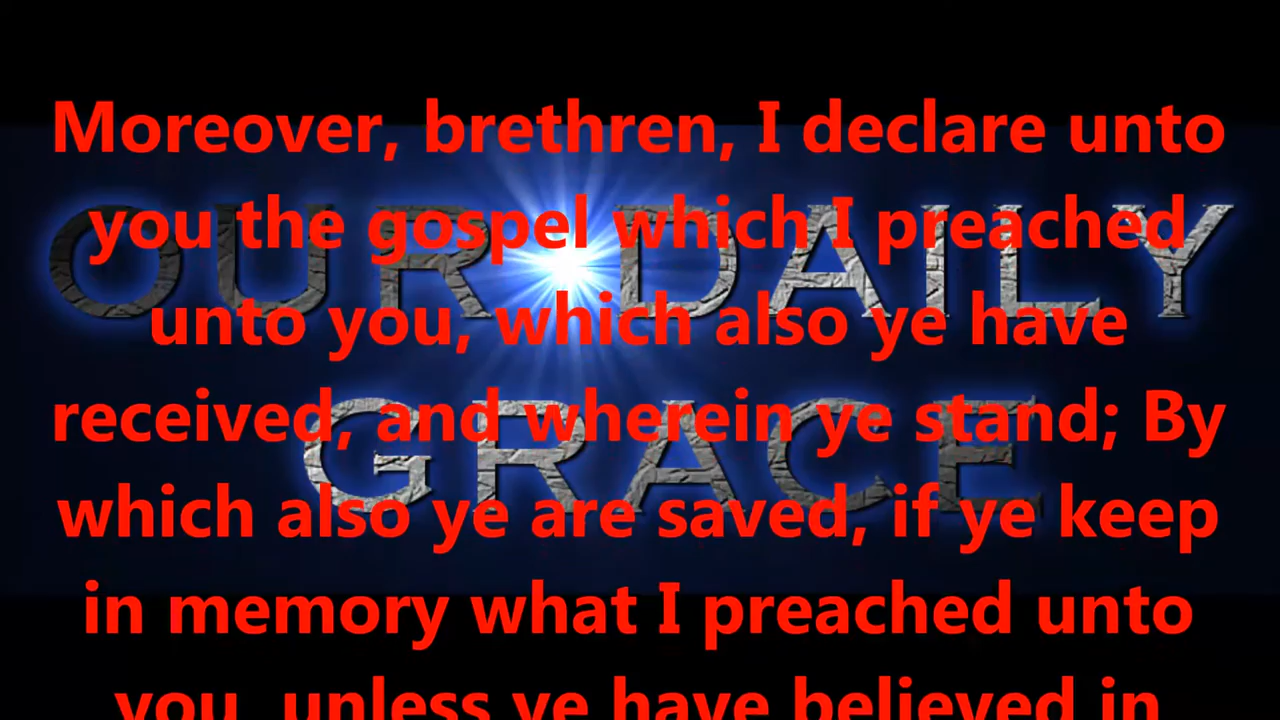 Moreover, brethren, I declare unto
you the gospel which I preached
unto you, which also ye have
received, and wherein ye stand; By
which also ye are saved, if ye keep
in memory what I preached unto
you, unless ye have believed in
OUR DAILY
GRACE